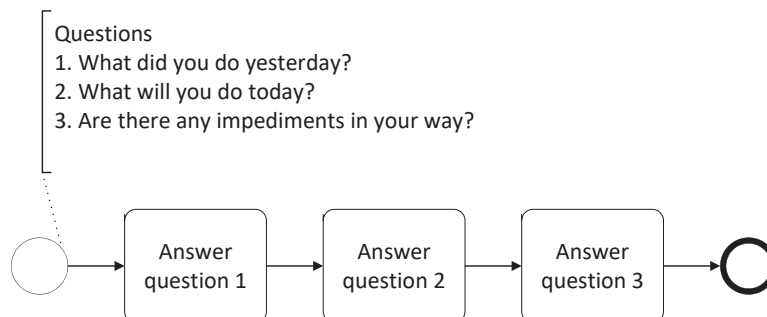 Questions
1. What did you do yesterday?
2. What will you do today?
3. Are there any impediments in your way?
Answer
question 1
Answer
question 2
Answer
question 3